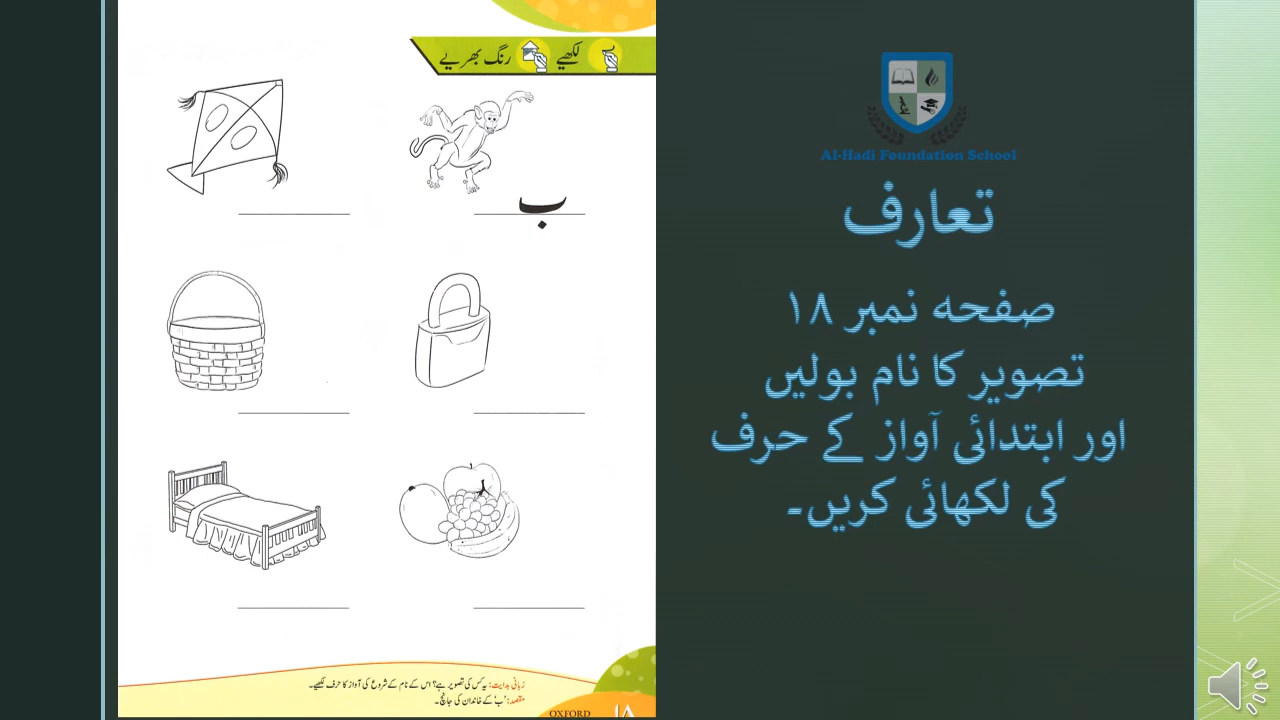 لکھیے رنگ بھریے
ب
زبانی ہدایت: یہ کس کی تصویر ہے؟ اس کے نام کے شروع کی آواز کا حرف لکھیے۔
مقصد: 'ب' کے خاندان کی جانچ۔
OXFORD
۱۸
Al-Hadi Foundation School
تعارف
صفحہ نمبر ۱۸
تصویر کا نام بولیں
اور ابتدائی آواز کے حرف
کی لکھائی کریں۔